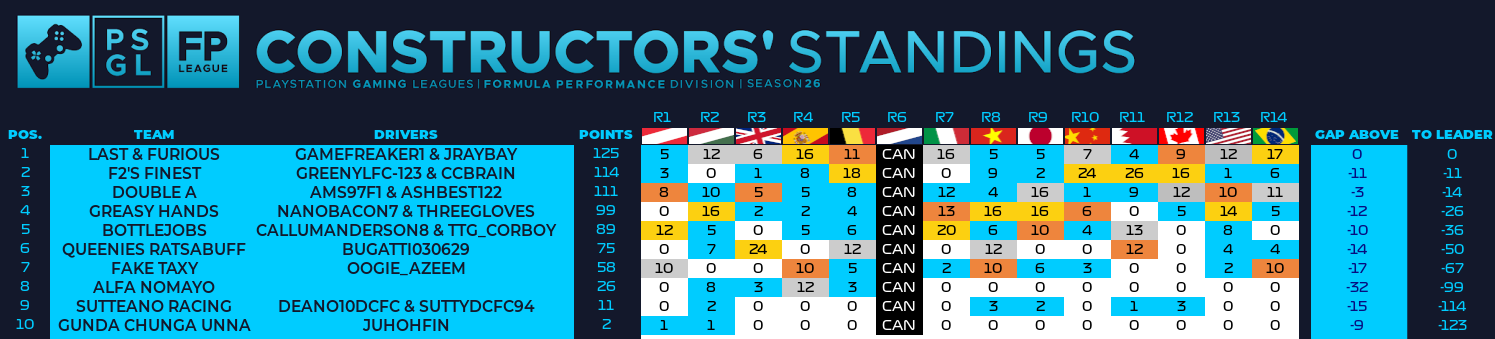 PS
GL
FP
LEAGUE
CONSTRUCTORS' STANDINGS
PLAYSTATION GAMING LEAGUES | FORMULA PERFORMANCE DIVISION | SEASON 26
R1 R2 R3 R4 R5 R6 R7 R8 R9 R10 R11 R12 R13 R14
POS. TEAM DRIVERS POINTS GAP ABOVE TO LEADER
1 LAST & FURIOUS GAMEFREAKER1 & JRAYBAY 125 5 12 6 16 11 CAN 16 5 5 7 4 9 12 17 0 0
2 F2'S FINEST GREENYLFC-123 & CCBRAIN 114 3 0 1 8 18 CAN 0 9 2 24 26 16 1 6 -11 -11
3 DOUBLE A AMS97F1 & ASHBEST122 111 8 10 5 5 8 CAN 12 4 16 1 9 12 10 11 -3 -14
4 GREASY HANDS NANOBACON7 & THREEGLOVES 99 0 16 2 2 4 CAN 13 16 16 6 0 5 14 5 -12 -26
5 BOTTLEJOBS CALLUMANDERSON8 & TTG_CORBOY 89 12 5 0 5 6 CAN 20 6 10 4 13 0 8 0 -10 -36
6 QUEENIES RATSABUFF BUGATTI030629 75 0 7 24 0 12 CAN 0 12 0 0 12 0 4 4 -14 -50
7 FAKE TAXY OOGIE_AZEEM 58 10 0 0 10 5 CAN 2 10 6 3 0 0 2 10 -17 -67
8 ALFA NOMAYO 26 0 8 3 12 3 CAN 0 0 0 0 0 0 0 0 -32 -99
9 SUTTEANO RACING DEANO10DCFC & SUTTYDCFC94 11 0 2 0 0 0 CAN 0 3 2 0 1 3 0 0 -15 -114
10 GUNDA CHUNGA UNNA JUHOHFIN 2 1 1 0 0 0 CAN 0 0 0 0 0 0 0 0 -9 -123